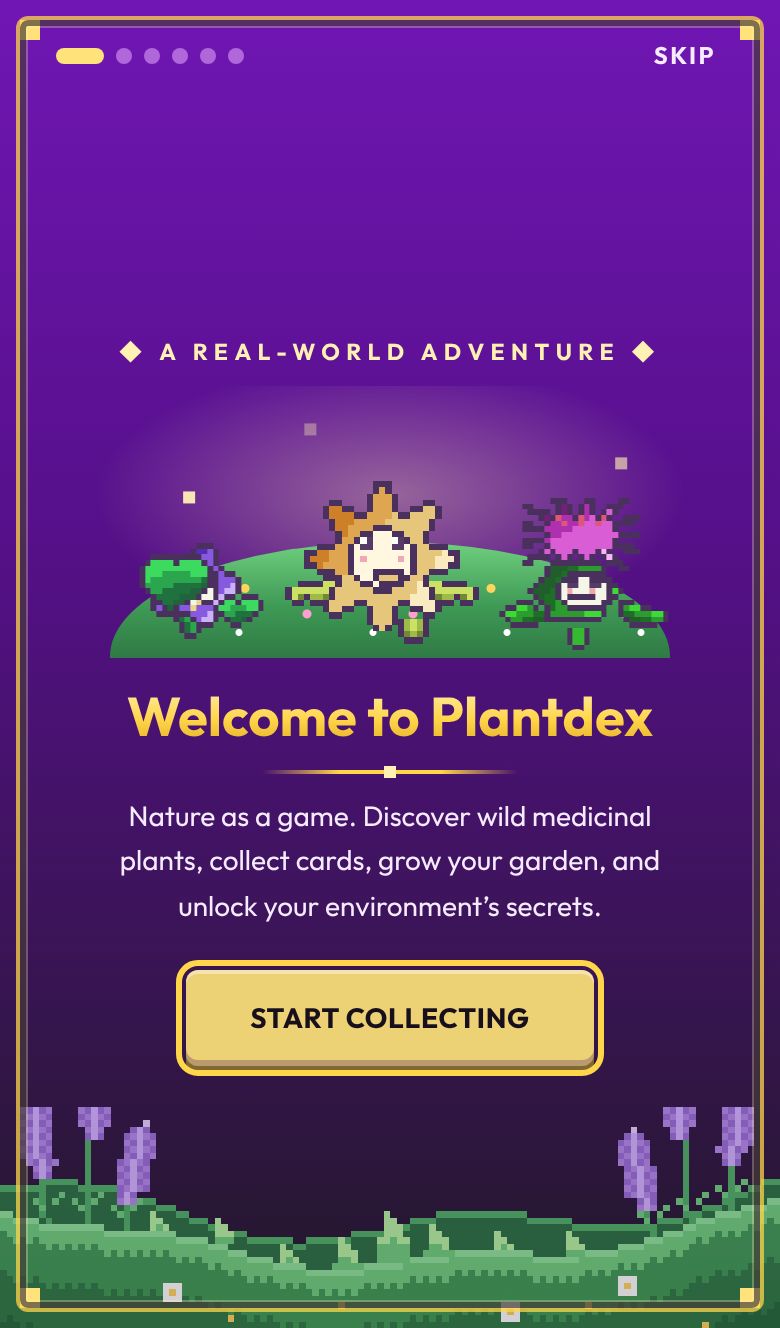 SKIP
◆ A REAL-WORLD ADVENTURE ◆
Welcome to Plantdex
Nature as a game. Discover wild medicinal
plants, collect cards, grow your garden, and
unlock your environment’s secrets.
START COLLECTING